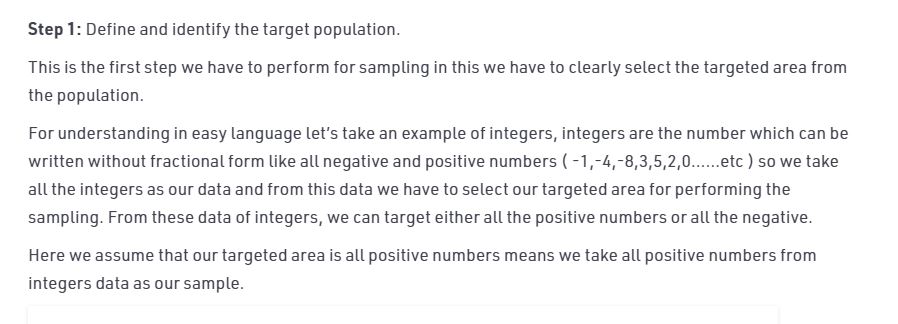 Step 1: Define and identify the target population.
This is the first step we have to perform for sampling in this we have to clearly select the targeted area from
the population.
For understanding in easy language let's take an example of integers, integers are the number which can be
written without fractional form like all negative and positive numbers ( -1,-4,-8,3,5,2,0......etc ) so we take
all the integers as our data and from this data we have to select our targeted area for performing the
sampling. From these data of integers, we can target either all the positive numbers or all the negative.
Here we assume that our targeted area is all positive numbers means we take all positive numbers from
integers data as our sample.